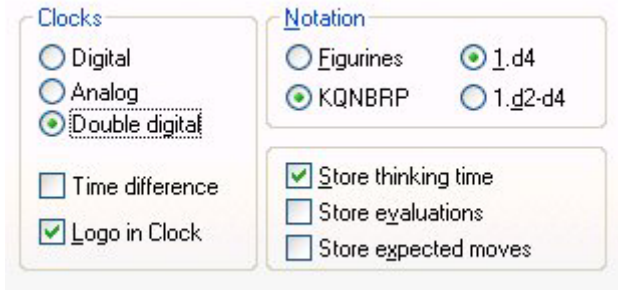 Clocks
Digital
Analog
Double digital
Time difference
Logo in Clock
Notation
Figurines
1.d4
KQNBRP
1.d2-d4
Store thinking time
Store evaluations
Store expected moves